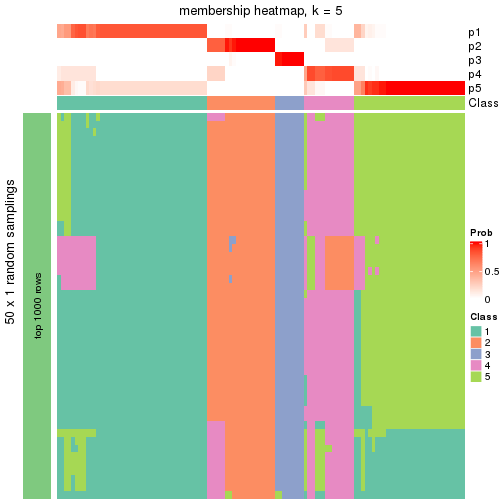 membership heatmap, k = 5
p1
p2
p3
p4
p5
Class
50 x 1 random samplings
top 1000 rows
Prob
1
0.5
0
Class
1
2
3
4
5